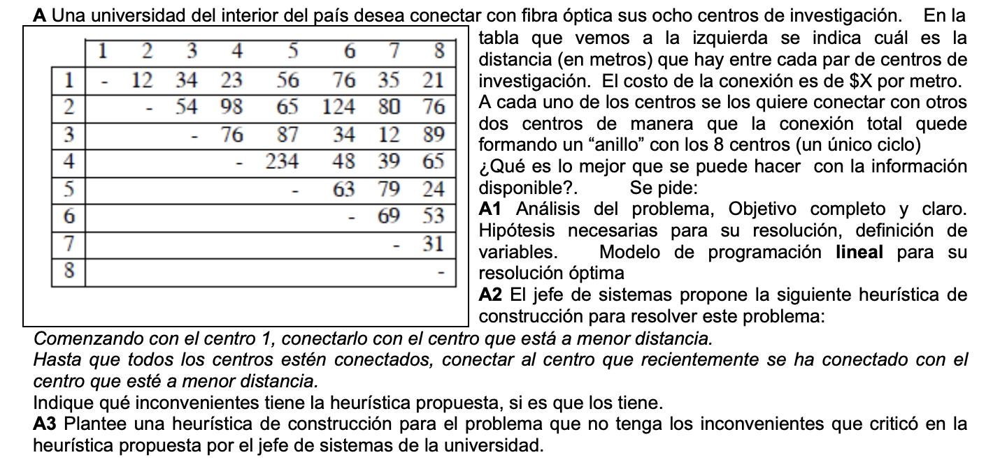 A Una universidad del interior del país desea conectar con fibra óptica sus ocho centros de investigación. En la
1 2 3 4 5 6 7 8
1 - 12 34 23 56 76 35 21
2 - 54 98 65 124 80 76
3 - 76 87 34 12 89
4 - 234 48 39 65
5 - 63 79 24
6 - 69 53
7 - 31
8 -
tabla que vemos a la izquierda se indica cuál es la
distancia (en metros) que hay entre cada par de centros de
investigación. El costo de la conexión es de $X por metro.
A cada uno de los centros se los quiere conectar con otros
dos centros de manera que la conexión total quede
formando un “anillo” con los 8 centros (un único ciclo)
¿Qué es lo mejor que se puede hacer con la información
disponible?. Se pide:
A1 Análisis del problema, Objetivo completo y claro.
Hipótesis necesarias para su resolución, definición de
variables. Modelo de programación lineal para su
resolución óptima
A2 El jefe de sistemas propone la siguiente heurística de
construcción para resolver este problema:
Comenzando con el centro 1, conectarlo con el centro que está a menor distancia.
Hasta que todos los centros estén conectados, conectar al centro que recientemente se ha conectado con el
centro que esté a menor distancia.
Indique qué inconvenientes tiene la heurística propuesta, si es que los tiene.
A3 Plantee una heurística de construcción para el problema que no tenga los inconvenientes que criticó en la
heurística propuesta por el jefe de sistemas de la universidad.